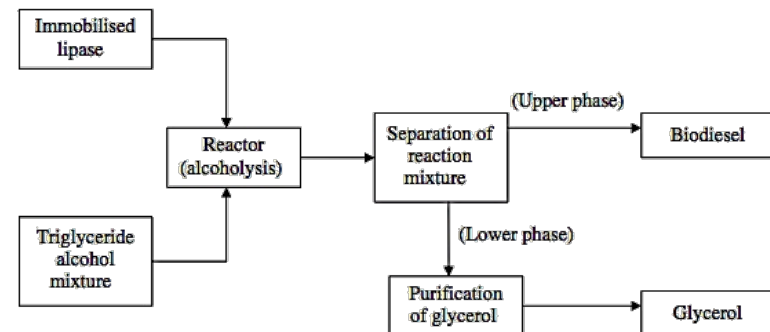 Immobilised
lipase
Reactor
(alcoholysis)
Triglyceride
alcohol
mixture
Separation of
reaction
mixture
(Upper phase)
Biodiesel
(Lower phase)
Purification
of glycerol
Glycerol